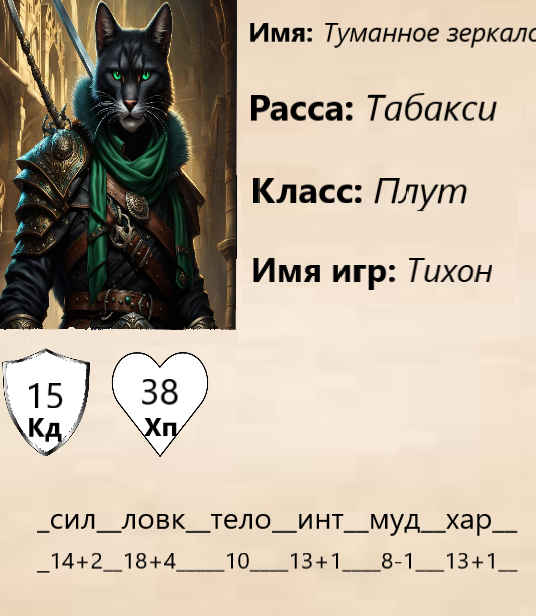 Имя: Туманное зеркало
Раса: Табакси
Класс: Плут
Имя игр: Тихон
15 38
Кд Хп
_сил__ловк__тело__инт__муд__хар__
_14+2__18+4_____10____13+1____8-1___13+1__